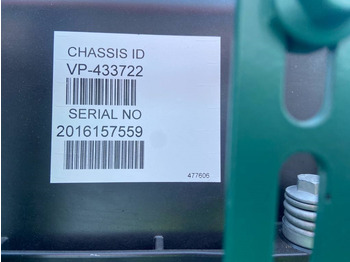 CHASSIS ID
VP-433722
SERIAL NO
2016157559
477606